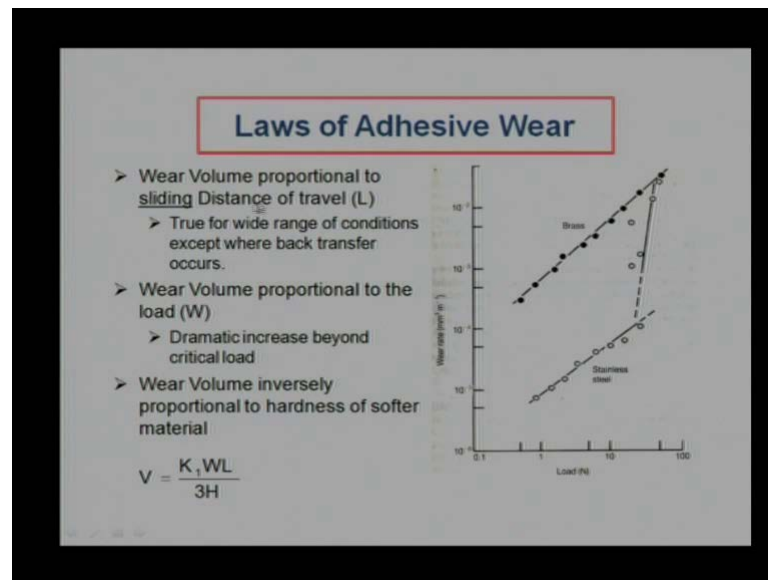 Laws of Adhesive Wear
➤ Wear Volume proportional to
sliding Distance of travel (L)
➤ True for wide range of conditions
except where back transfer
occurs.
➤ Wear Volume proportional to the
load (W)
➤ Dramatic increase beyond
critical load
➤ Wear Volume inversely
proportional to hardness of softer
material
V = K₁WL / 3H
Wear rate (mm³ m⁻¹)
Brass
Stainless
steel
0.1 1 10 100
Load (N)